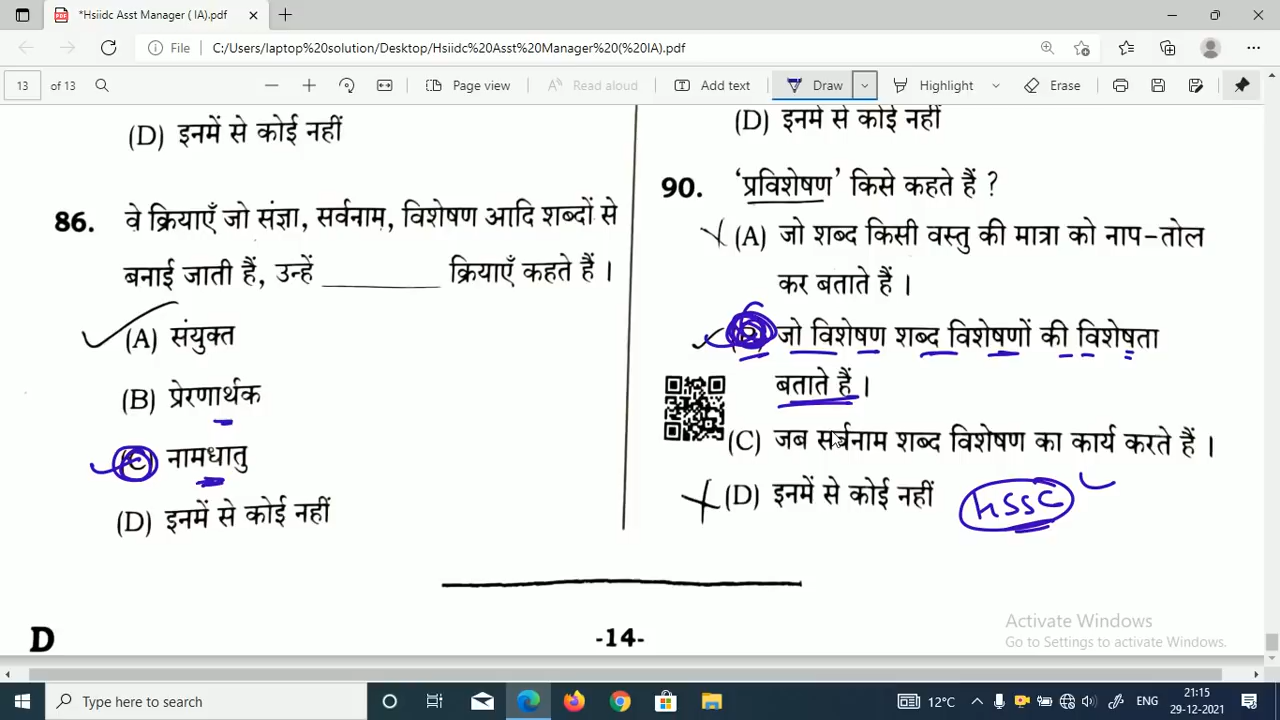 *Hsiidc Asst Manager ( IA).pdf
File C:/Users/laptop%20solution/Desktop/Hsiidc%20Asst%20Manager%20(%20IA).pdf
13 of 13 Page view Read aloud Add text Draw Highlight Erase
(D) इनमें से कोई नहीं
86. वे क्रियाएँ जो संज्ञा, सर्वनाम, विशेषण आदि शब्दों से
बनाई जाती हैं, उन्हें __________ क्रियाएँ कहते हैं ।
(A) संयुक्त
(B) प्रेरणार्थक
(C) नामधातु
(D) इनमें से कोई नहीं
(D) इनमें से कोई नहीं
90. ‘प्रविशेषण’ किसे कहते हैं ?
(A) जो शब्द किसी वस्तु की मात्रा को नाप-तोल
कर बताते हैं ।
(B) जो विशेषण शब्द विशेषणों की विशेषता
बताते हैं ।
(C) जब सर्वनाम शब्द विशेषण का कार्य करते हैं ।
(D) इनमें से कोई नहीं
HSSC
D
-14-
Activate Windows
Go to Settings to activate Windows.
Type here to search
12°C ENG 21:15
29-12-2021